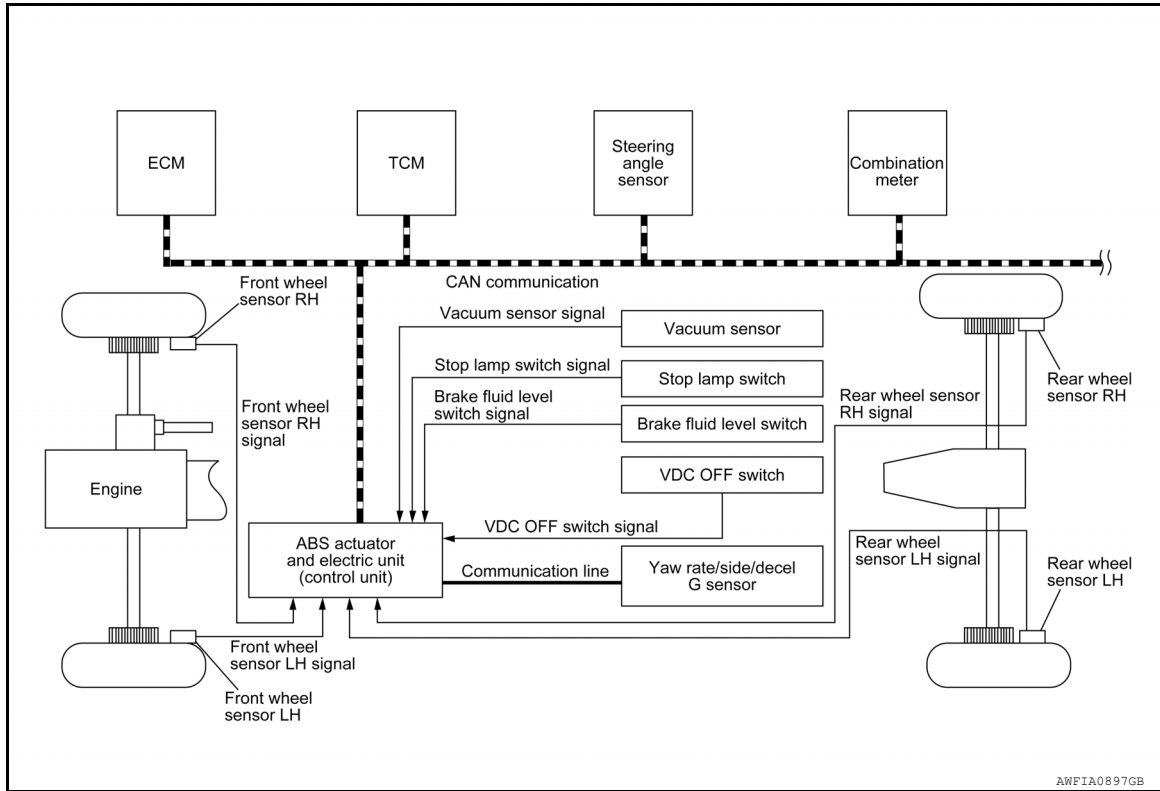 ECM
TCM
Steering
angle
sensor
Combination
meter
CAN communication
Front wheel
sensor RH
Vacuum sensor signal
Vacuum sensor
Stop lamp switch signal
Stop lamp switch
Brake fluid level
switch signal
Brake fluid level switch
Rear wheel sensor
RH signal
Rear wheel
sensor RH
Front wheel
sensor RH
signal
Engine
VDC OFF switch
VDC OFF switch signal
ABS actuator
and electric unit
(control unit)
Communication line
Yaw rate/side/decel
G sensor
Rear wheel
sensor LH signal
Rear wheel
sensor LH
Front wheel
sensor LH signal
Front wheel
sensor LH
AWFIA0897GB